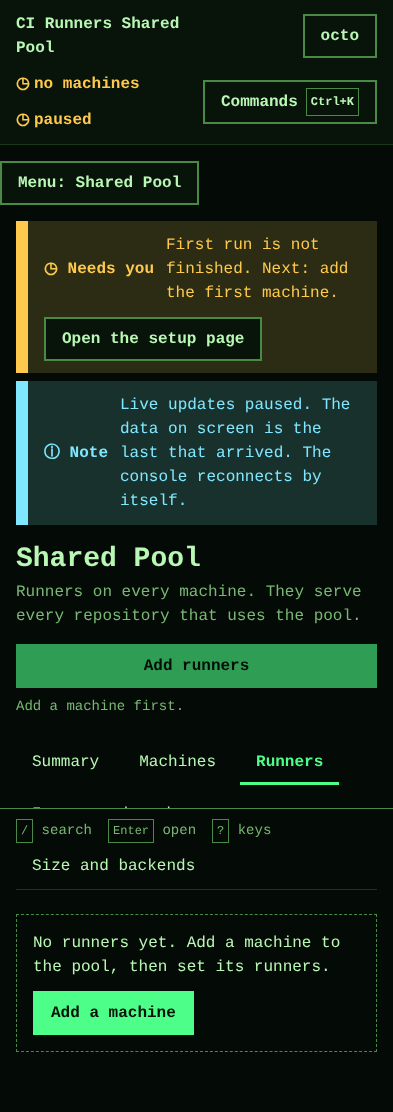 CI Runners Shared
Pool
octo
no machines
Commands Ctrl+K
paused
Menu: Shared Pool
Needs you
First run is not
finished. Next: add
the first machine.
Open the setup page
Note
Live updates paused. The
data on screen is the
last that arrived. The
console reconnects by
itself.
Shared Pool
Runners on every machine. They serve
every repository that uses the pool.
Add runners
Add a machine first.
Summary Machines Runners
/ search Enter open ? keys
Size and backends
No runners yet. Add a machine to
the pool, then set its runners.
Add a machine